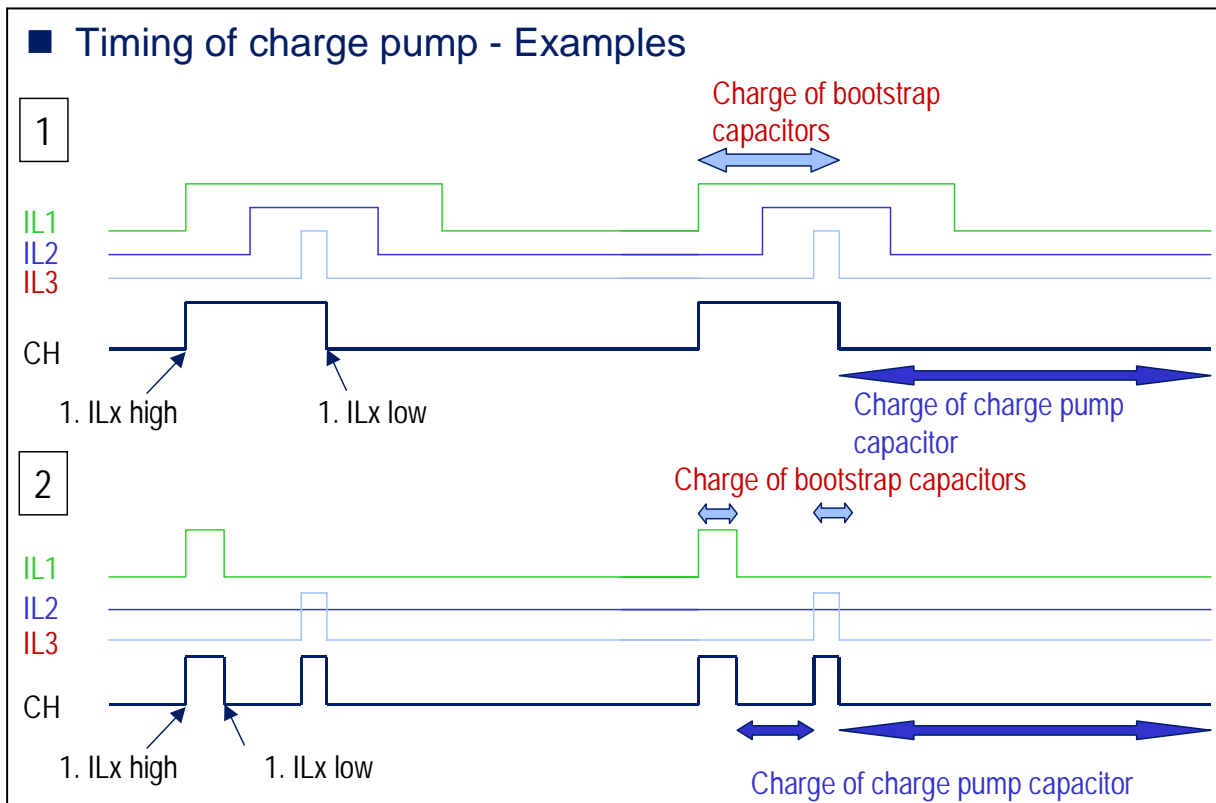 Timing of charge pump - Examples
1
Charge of bootstrap
capacitors
IL1
IL2
IL3
CH
1. ILx high
1. ILx low
Charge of charge pump
capacitor
2
Charge of bootstrap capacitors
IL1
IL2
IL3
CH
1. ILx high
1. ILx low
Charge of charge pump capacitor